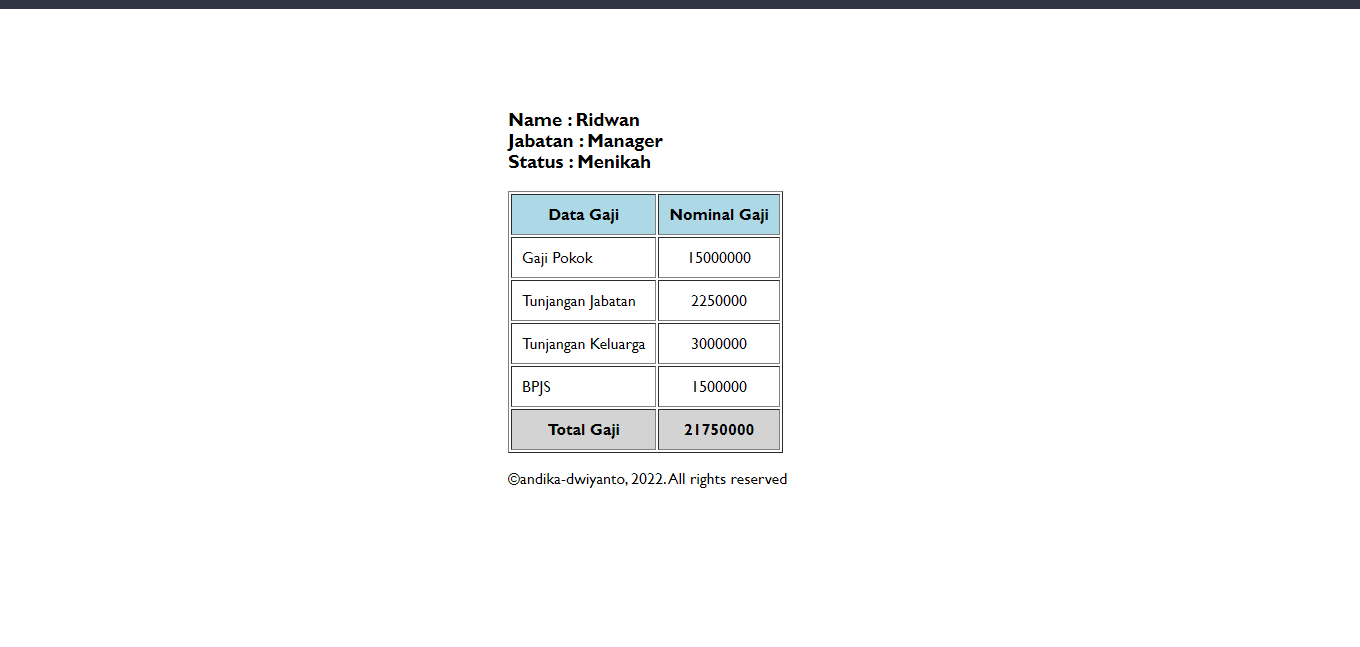 Name : Ridwan
Jabatan : Manager
Status : Menikah
Data Gaji Nominal Gaji
Gaji Pokok 15000000
Tunjangan Jabatan 2250000
Tunjangan Keluarga 3000000
BPJS 1500000
Total Gaji 21750000
©andika-dwiyanto, 2022. All rights reserved